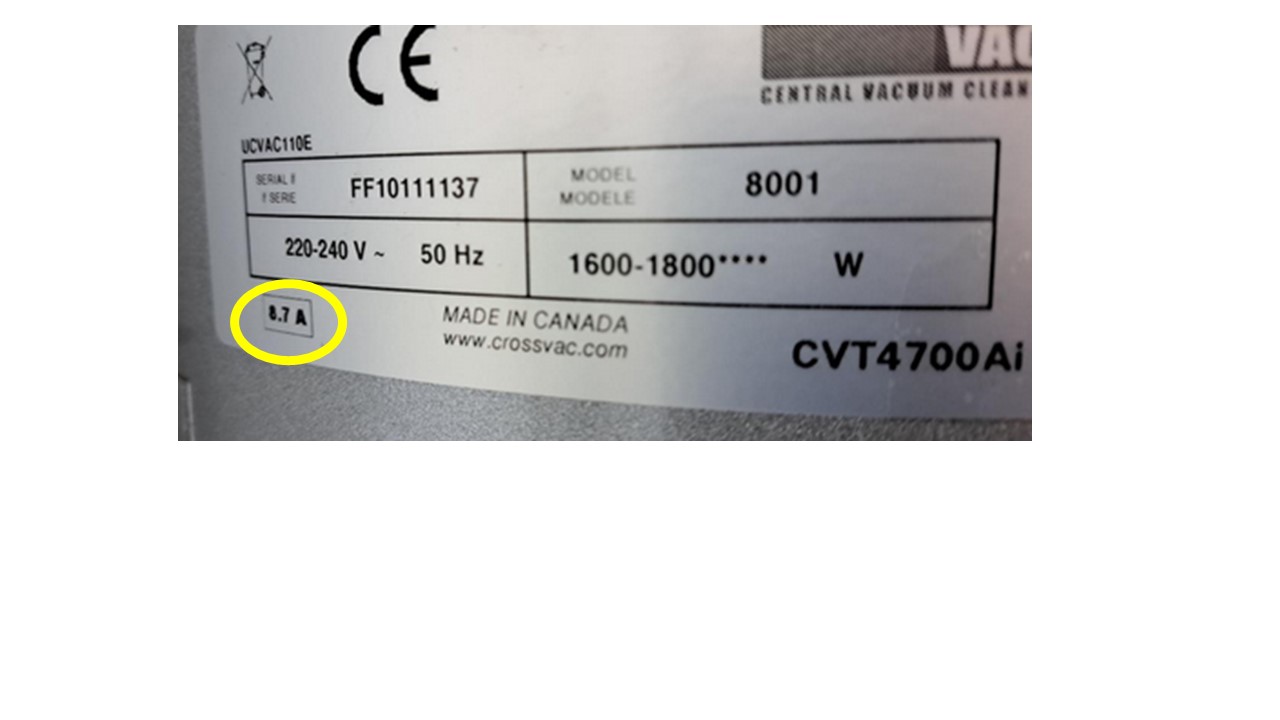 VAC
CENTRAL VACUUM CLEAN
UCVAC110E
SERIAL #
# SERIE
FF10111137
MODEL
MODELE
8001
220-240 V ~ 50 Hz
1600-1800**** W
8.7 A
MADE IN CANADA
www.crossvac.com
CVT4700Ai